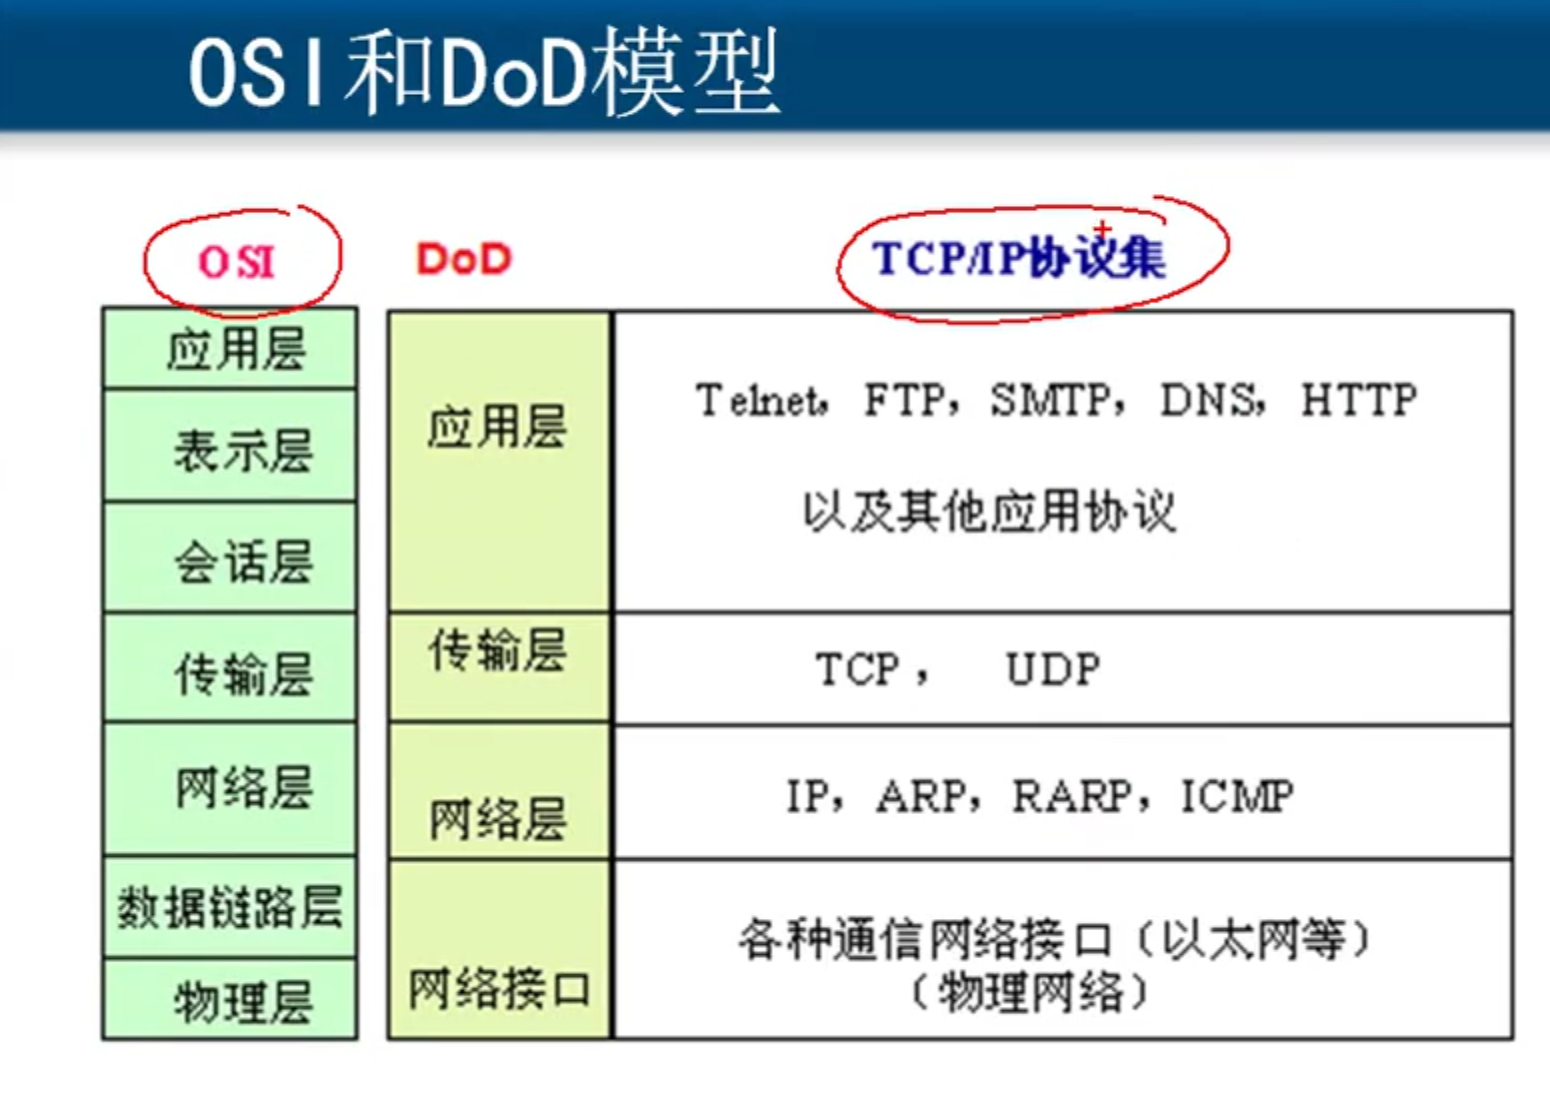 OSI和DoD模型
OSI DoD TCP/IP协议集
应用层
表示层
会话层
传输层
网络层
数据链路层
物理层
应用层
传输层
网络层
网络接口
Telnet，FTP，SMTP，DNS，HTTP
以及其他应用协议
TCP， UDP
IP，ARP，RARP，ICMP
各种通信网络接口（以太网等）
（物理网络）